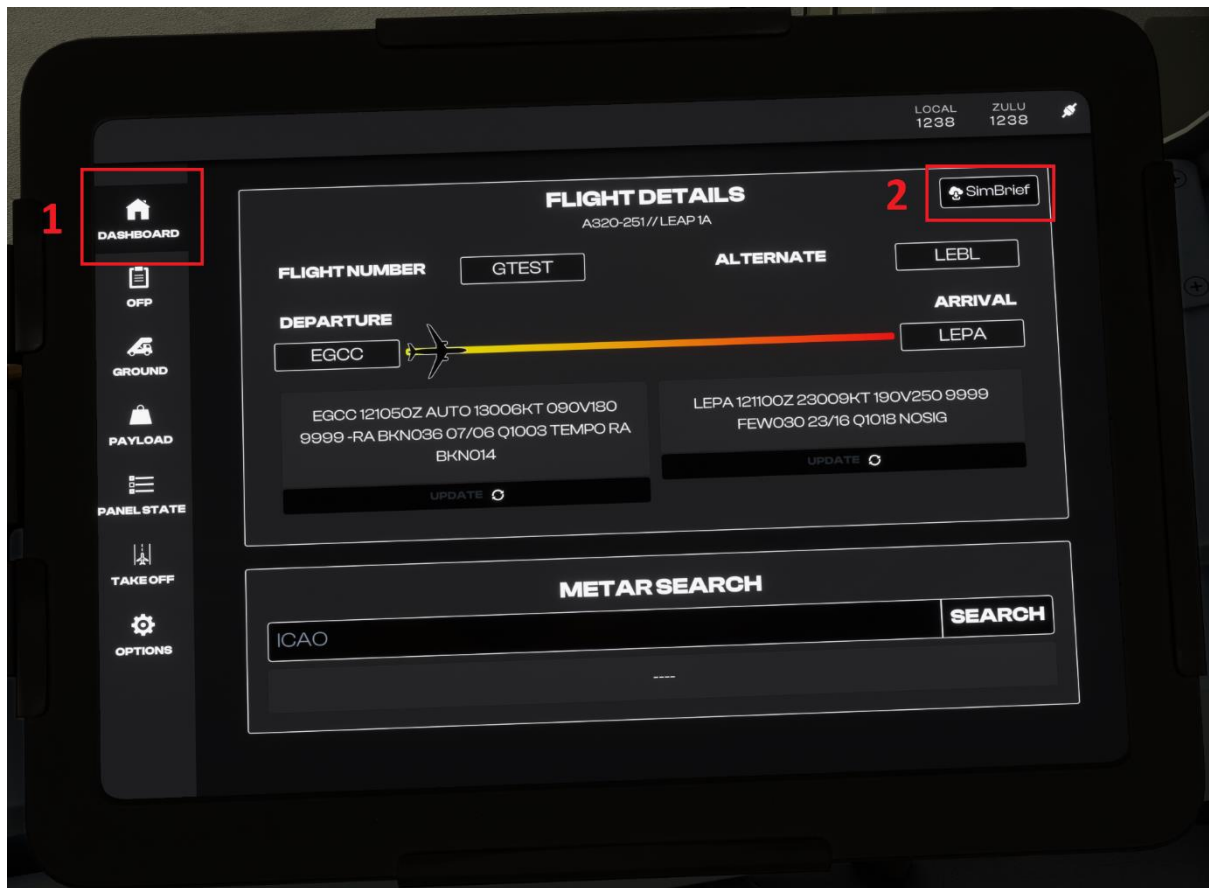 LOCAL ZULU
1238 1238
1
DASHBOARD
OFP
GROUND
PAYLOAD
PANEL STATE
TAKE OFF
OPTIONS
FLIGHT DETAILS
A320-251 // LEAP 1A
2
SimBrief
FLIGHT NUMBER GTEST
ALTERNATE LEBL
DEPARTURE
EGCC
ARRIVAL
LEPA
EGCC 121050Z AUTO 13006KT 090V180
9999 -RA BKN036 07/06 Q1003 TEMPO RA
BKN014
UPDATE
LEPA 121100Z 23009KT 190V250 9999
FEW030 23/16 Q1018 NOSIG
UPDATE
METAR SEARCH
ICAO SEARCH
----